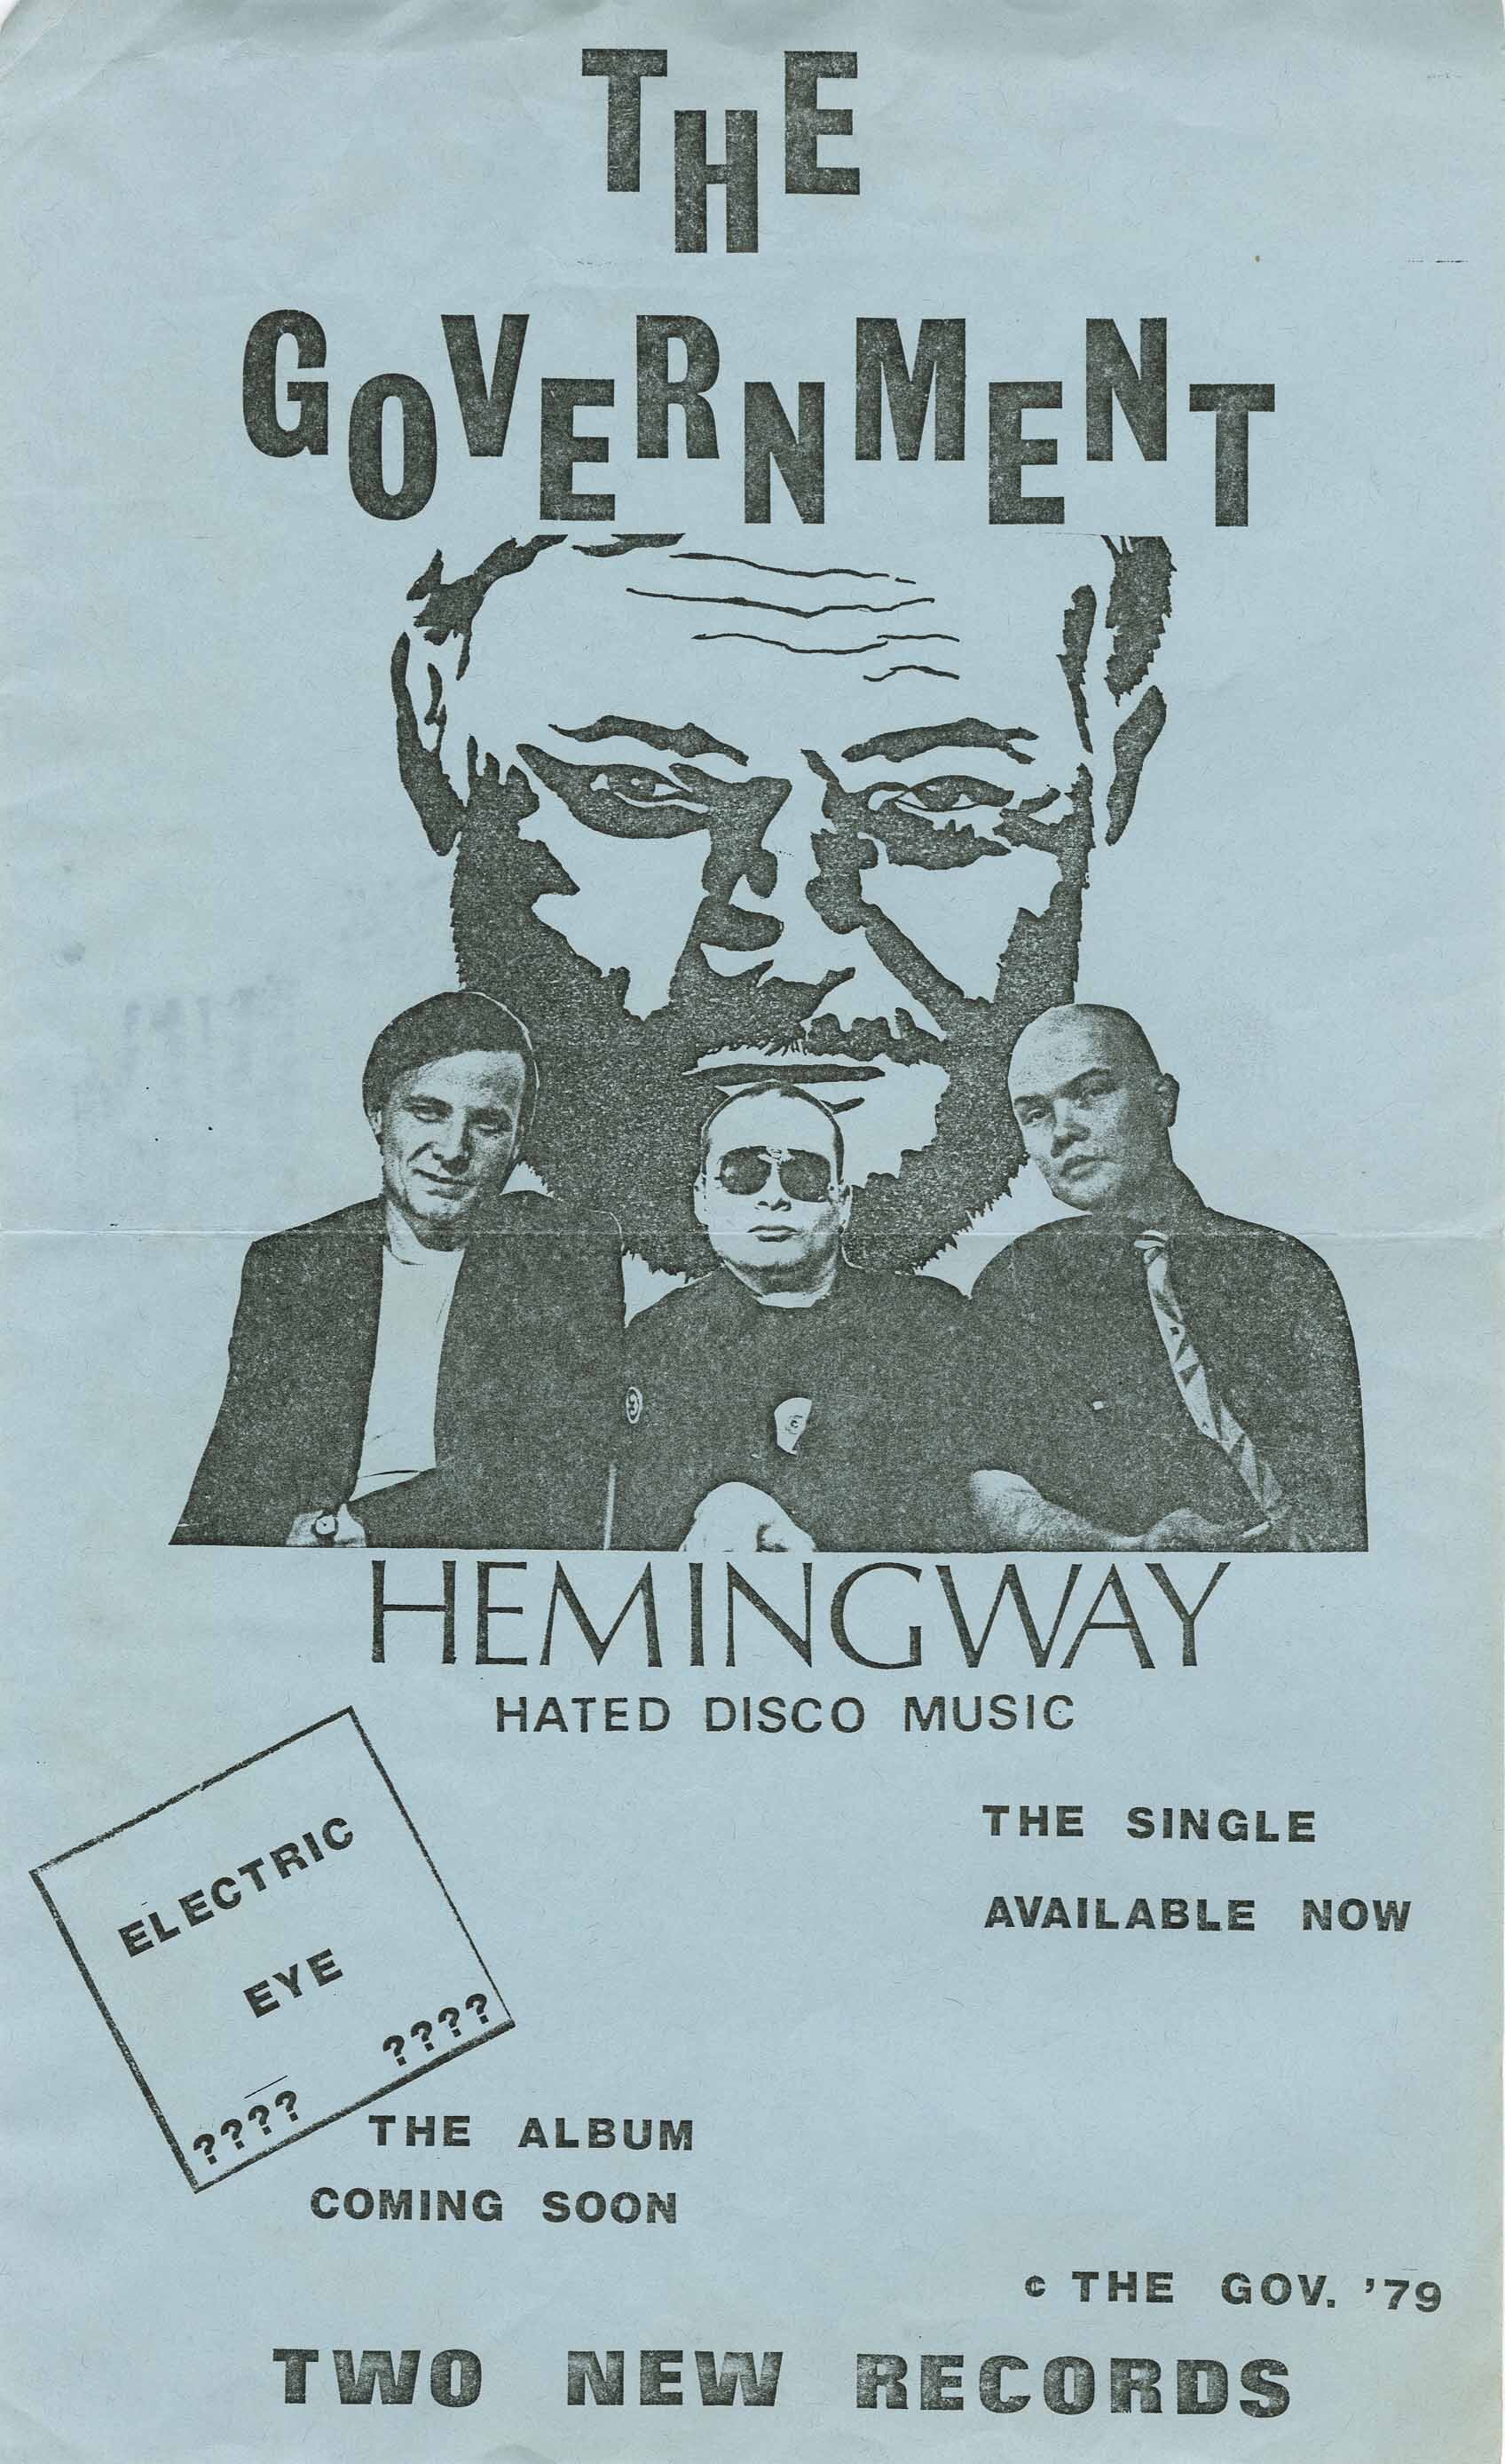 THE
GOVERNMENT
HEMINGWAY
HATED DISCO MUSIC
THE SINGLE
AVAILABLE NOW
ELECTRIC
EYE
????
????
THE ALBUM
COMING SOON
c THE GOV. '79
TWO NEW RECORDS